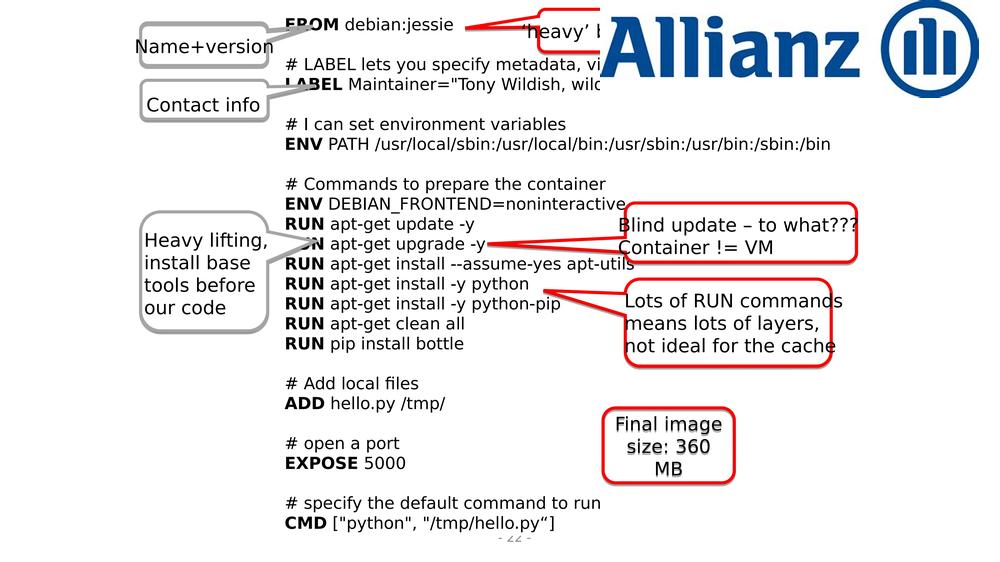 FROM debian:jessie
Name+version
'heavy'
Allianz
# LABEL lets you specify metadata,
LABEL Maintainer="Tony Wildish,
Contact info
# I can set environment variables
ENV PATH /usr/local/sbin:/usr/local/bin:/usr/sbin:/usr/bin:/sbin:/bin
# Commands to prepare the container
ENV DEBIAN_FRONTEND=noninteractive
RUN apt-get update -y
RUN apt-get upgrade -y
RUN apt-get install --assume-yes apt-utils
RUN apt-get install -y python
RUN apt-get install -y python-pip
RUN apt-get clean all
RUN pip install bottle
Heavy lifting,
install base
tools before
our code
Blind update – to what???
Container != VM
Lots of RUN commands
means lots of layers,
not ideal for the cache
# Add local files
ADD hello.py /tmp/
Final image
size: 360
MB
# open a port
EXPOSE 5000
# specify the default command to run
CMD ["python", "/tmp/hello.py“]
- 22 -